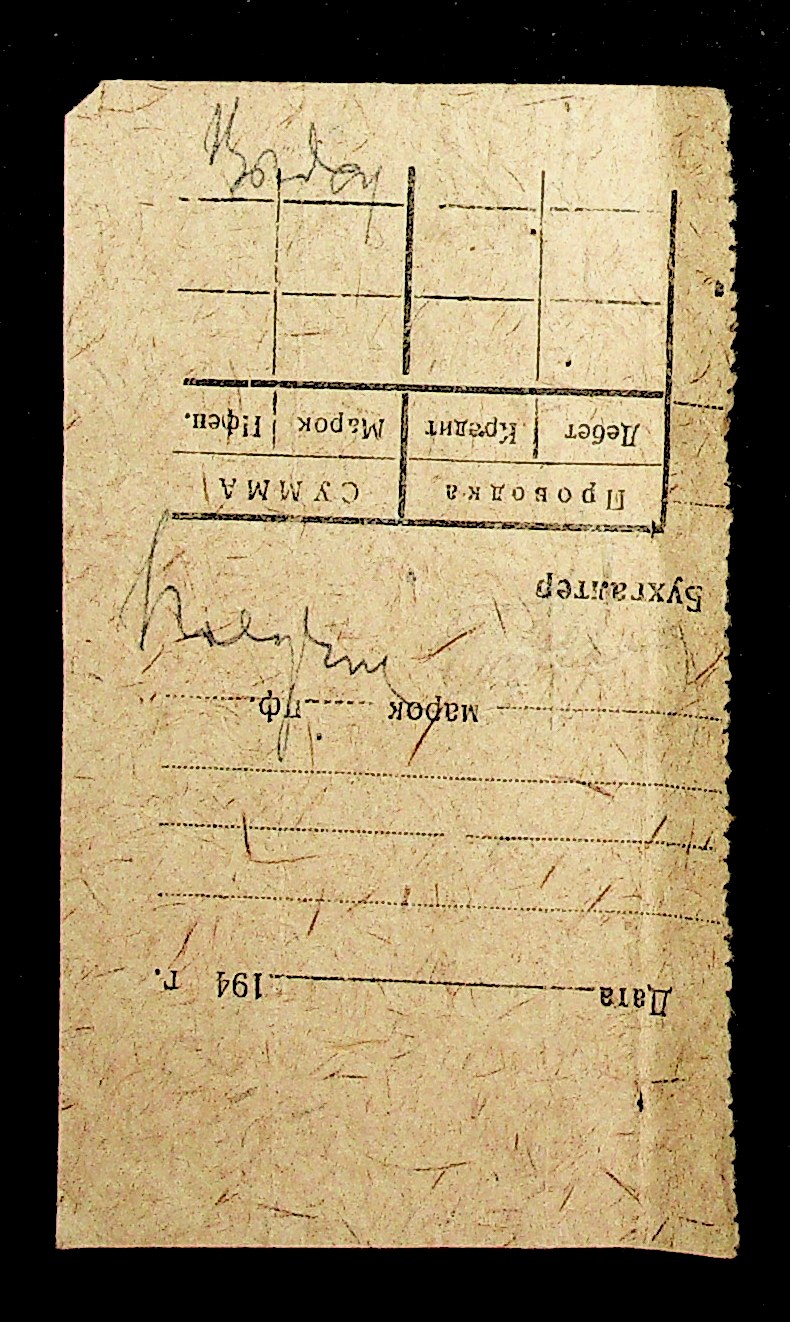 Дата 194 г.
марок пф.
Бухгалтер
Проводка СУММА
Дебет Кредит Марок Пфен.